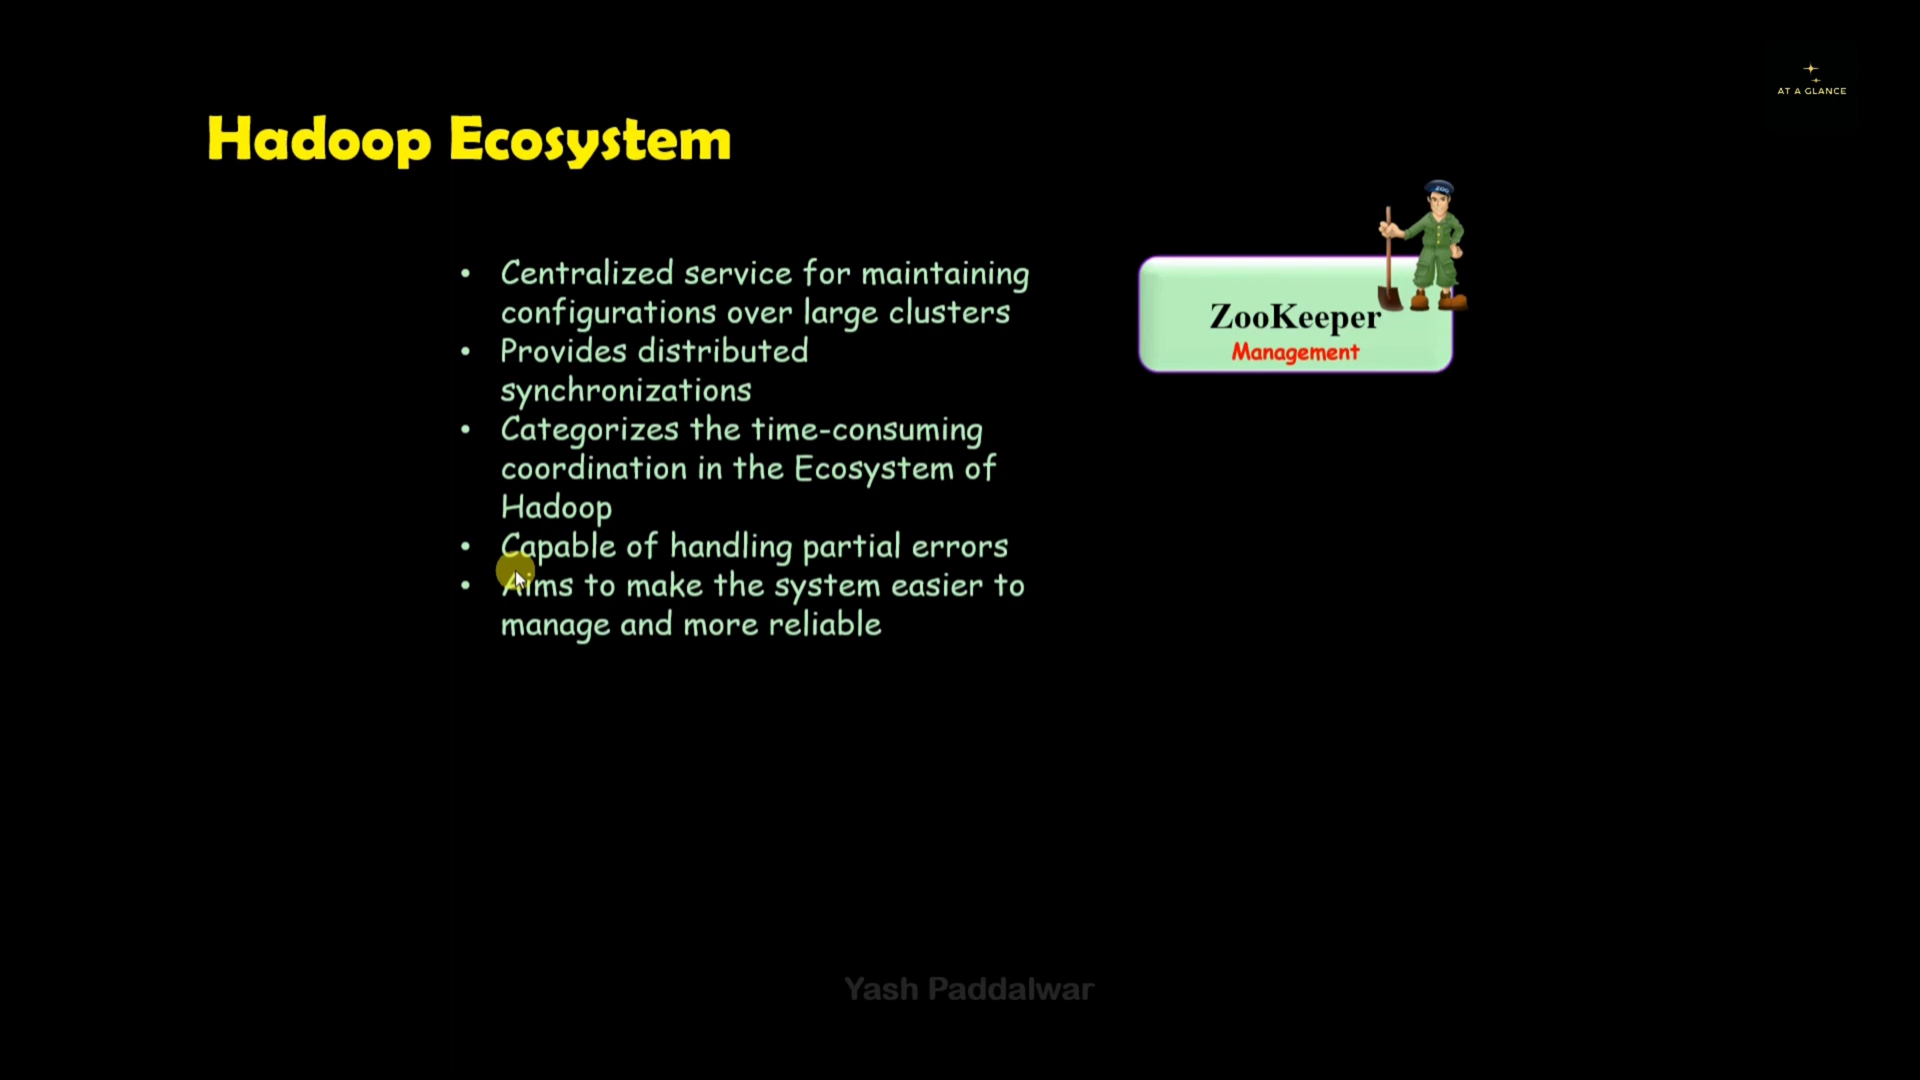 AT A GLANCE
Hadoop Ecosystem
• Centralized service for maintaining
configurations over large clusters
• Provides distributed
synchronizations
• Categorizes the time-consuming
coordination in the Ecosystem of
Hadoop
• Capable of handling partial errors
• Aims to make the system easier to
manage and more reliable
ZOO
ZooKeeper
Management
Yash Paddalwar